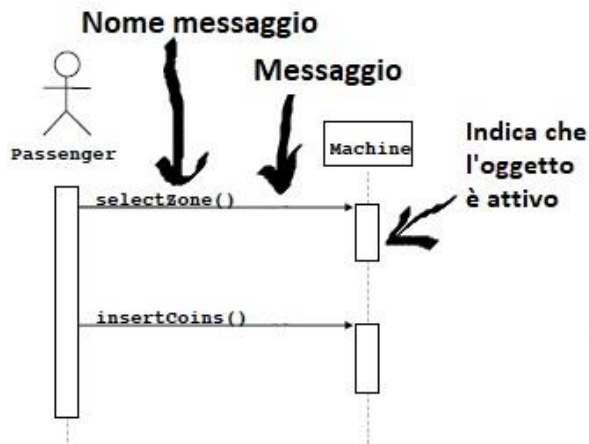 Nome messaggio
Messaggio
Passenger
Machine
Indica che
l'oggetto
è attivo
selectZone()
insertCoins()